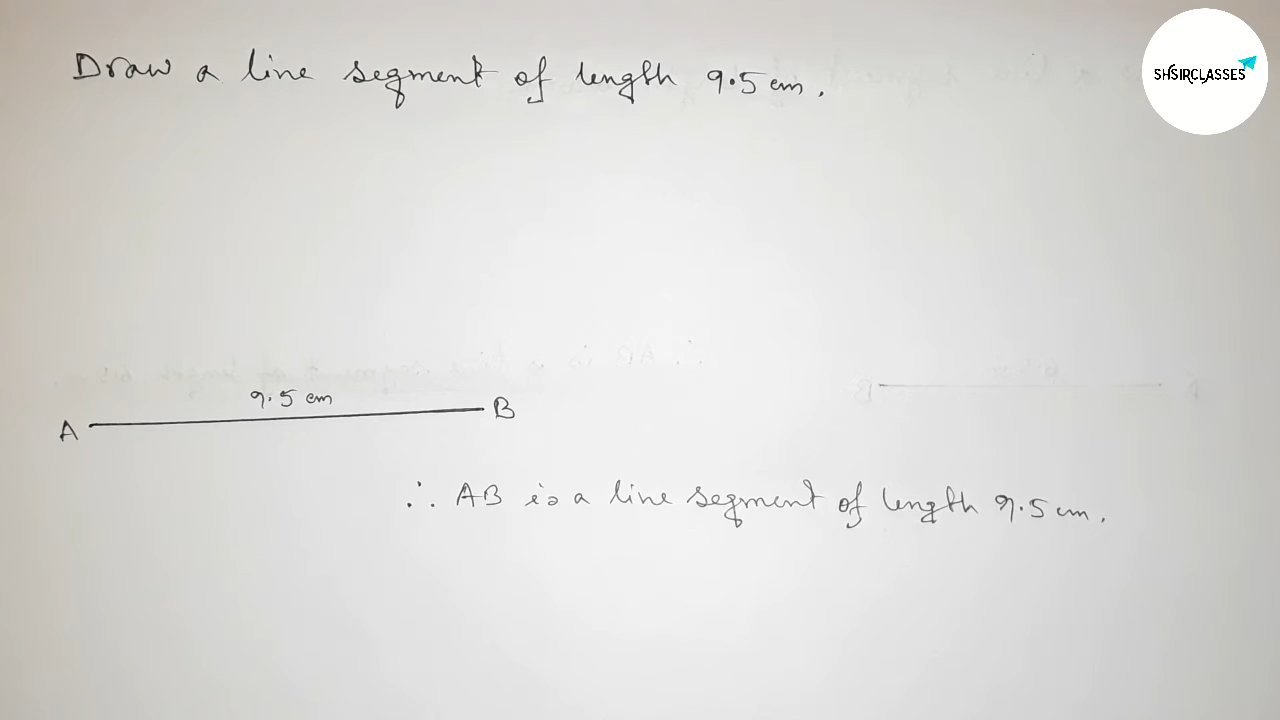 Draw a line segment of length 9.5 cm.
SHSIRCLASSES
9.5 cm
A B
∴ AB is a line segment of length 9.5 cm.